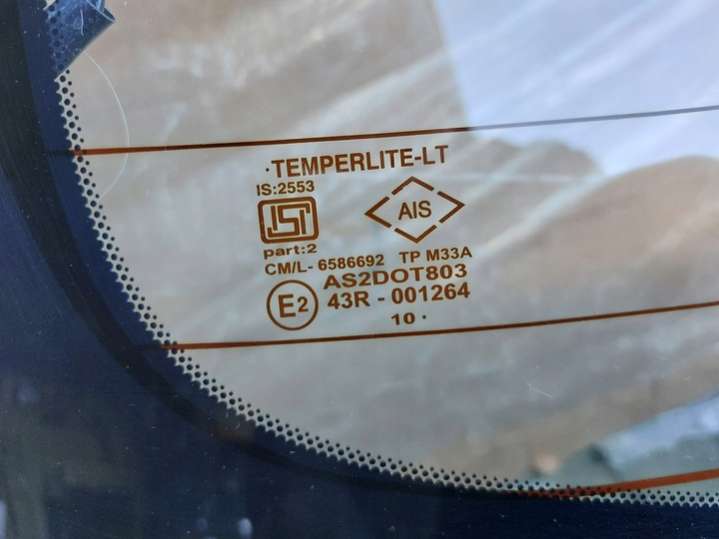 ·TEMPERLITE-LT
IS:2553
ISI
AIS
part:2
CM/L- 6586692 TP M33A
AS2DOT803
E2
43R - 001264
10 ·